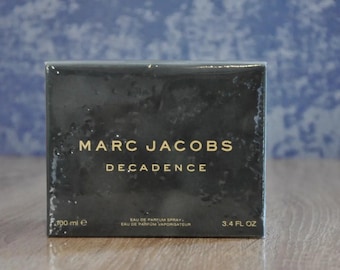 MARC JACOBS
DECADENCE
EAU DE PARFUM SPRAY
EAU DE PARFUM VAPORISATEUR
100 ml e 3.4 FL OZ